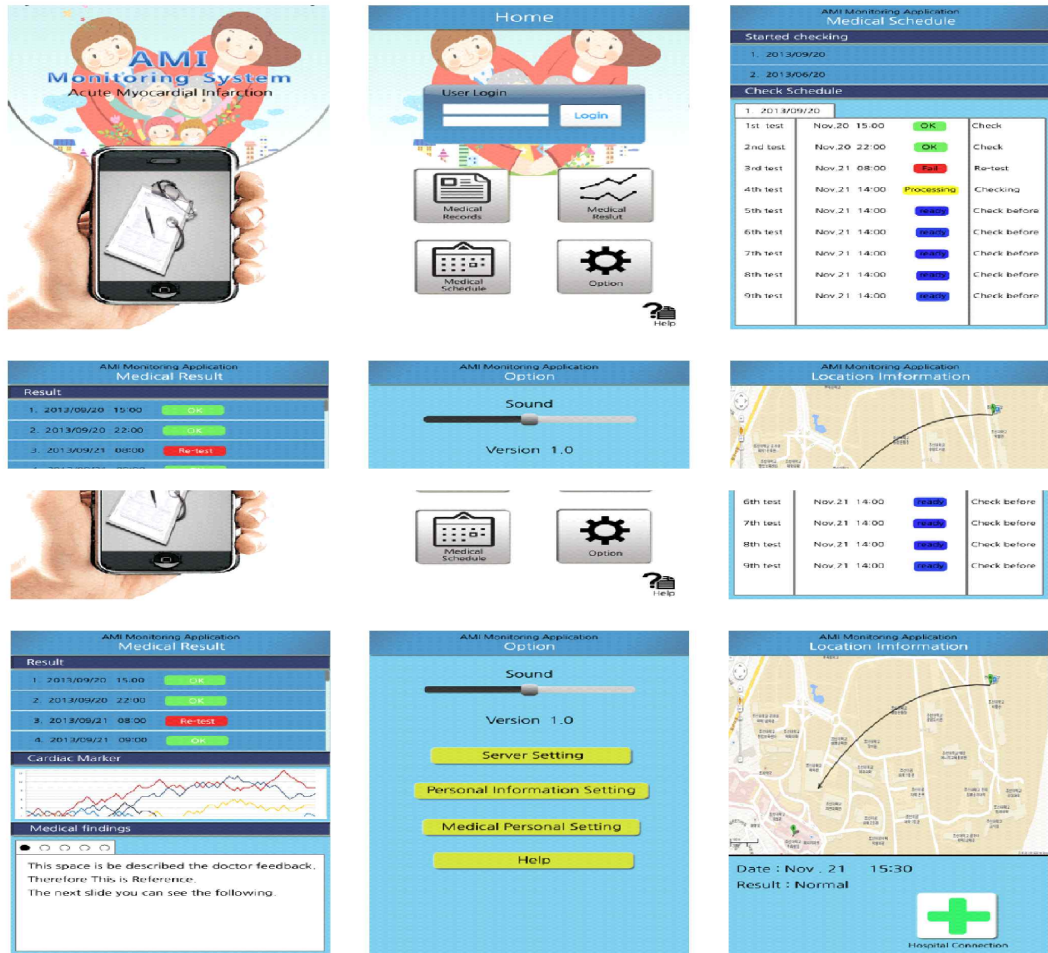 AMI
Monitoring System
Acute Myocardial Infarction
Home
User Login
Login
Medical
Records
Medical
Reslut
Medical
Schedule
Option
Help
AMI Monitoring Application
Medical Schedule
Started checking
1. 2013/09/20
2. 2013/06/20
Check Schedule
1 2013/09/20
1st test Nov.20 15:00 OK Check
2nd test Nov.20 22:00 OK Check
3rd test Nov.21 08:00 Fail Re-test
4th test Nov.21 14:00 Processing Checking
5th test Nov.21 14:00 ready Check before
6th test Nov.21 14:00 ready Check before
7th test Nov.21 14:00 ready Check before
8th test Nov.21 14:00 ready Check before
9th test Nov.21 14:00 ready Check before
AMI Monitoring Application
Medical Result
Result
1. 2013/09/20 15:00 OK
2. 2013/09/20 22:00 OK
3. 2013/09/21 08:00 Re-test
AMI Monitoring Application
Option
Sound
Version 1.0
AMI Monitoring Application
Location Imformation
Medical
Schedule
Option
Help
6th test Nov.21 14:00 ready Check before
7th test Nov.21 14:00 ready Check before
8th test Nov.21 14:00 ready Check before
9th test Nov.21 14:00 ready Check before
AMI Monitoring Application
Medical Result
Result
1. 2013/09/20 15:00 OK
2. 2013/09/20 22:00 OK
3. 2013/09/21 08:00 Re-test
4. 2013/09/21 09:00 OK
Cardiac Marker
Medical findings
This space is be described the doctor feedback.
Therefore This is Reference.
The next slide you can see the following.
AMI Monitoring Application
Option
Sound
Version 1.0
Server Setting
Personal Information Setting
Medical Personal Setting
Help
AMI Monitoring Application
Location Imformation
Date : Nov . 21 15:30
Result : Normal
Hospital Connection